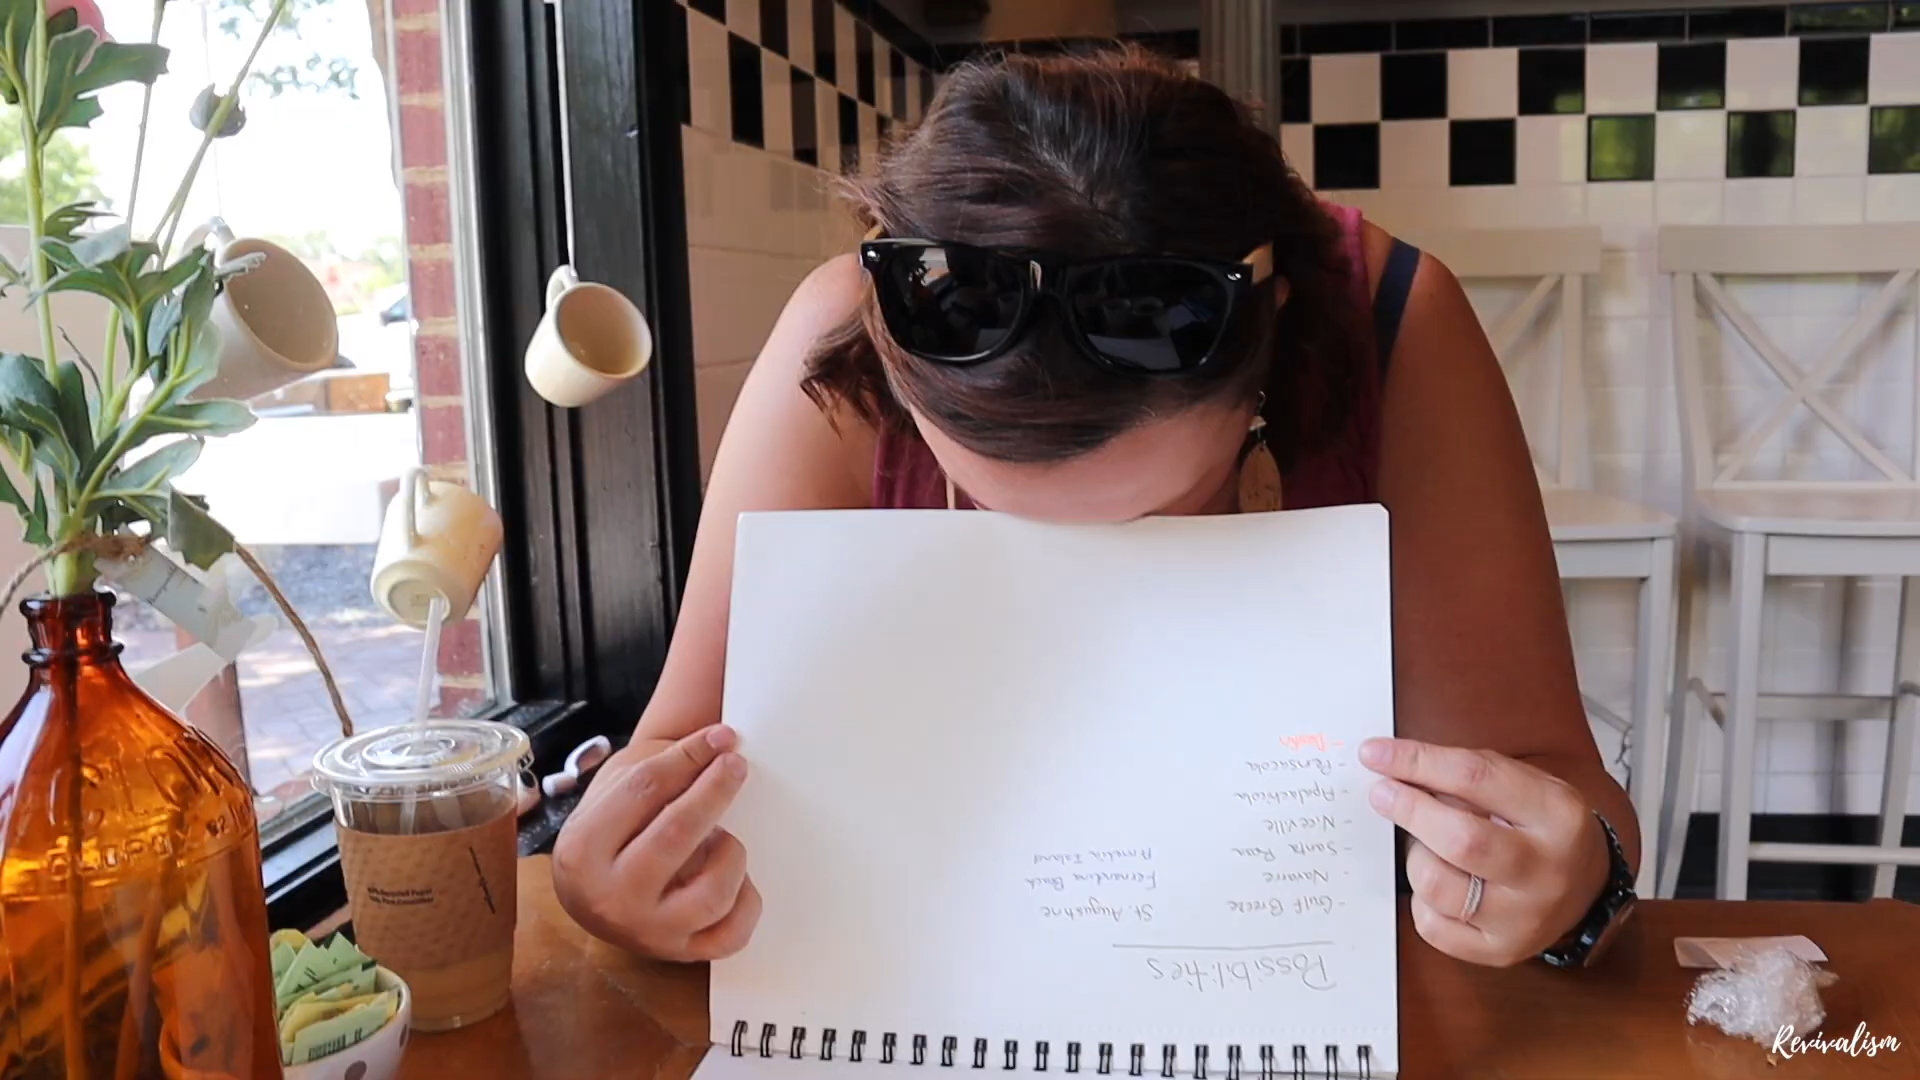 Possibilities
- Gulf Breeze
- Navarre
- Santa Rosa
- Niceville
- Apalachicola
- Pensacola
- Destin
St. Augustine
Fernandina Beach
Amelia Island
Revivalism